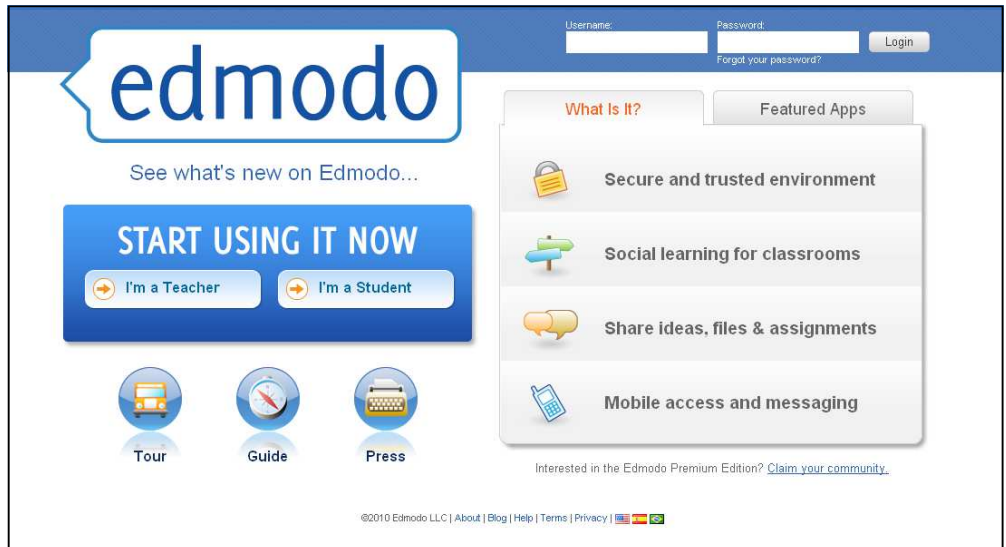 Username:
Password:
Login
Forgot your password?
edmodo
See what's new on Edmodo...
START USING IT NOW
I'm a Teacher
I'm a Student
Tour
Guide
Press
What Is It?
Featured Apps
Secure and trusted environment
Social learning for classrooms
Share ideas, files & assignments
Mobile access and messaging
Interested in the Edmodo Premium Edition? Claim your community.
©2010 Edmodo LLC | About | Blog | Help | Terms | Privacy |